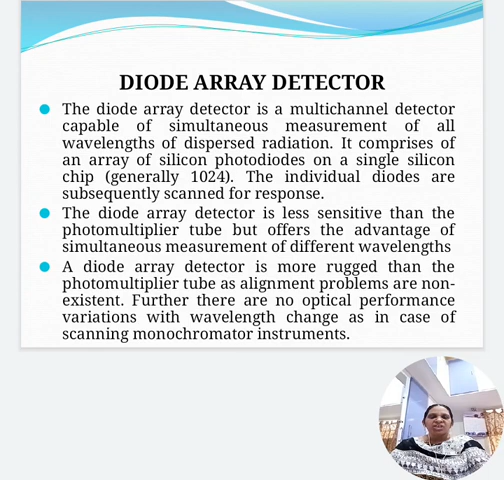 DIODE ARRAY DETECTOR
The diode array detector is a multichannel detector
capable of simultaneous measurement of all
wavelengths of dispersed radiation. It comprises of
an array of silicon photodiodes on a single silicon
chip (generally 1024). The individual diodes are
subsequently scanned for response.
The diode array detector is less sensitive than the
photomultiplier tube but offers the advantage of
simultaneous measurement of different wavelengths
A diode array detector is more rugged than the
photomultiplier tube as alignment problems are non-
existent. Further there are no optical performance
variations with wavelength change as in case of
scanning monochromator instruments.